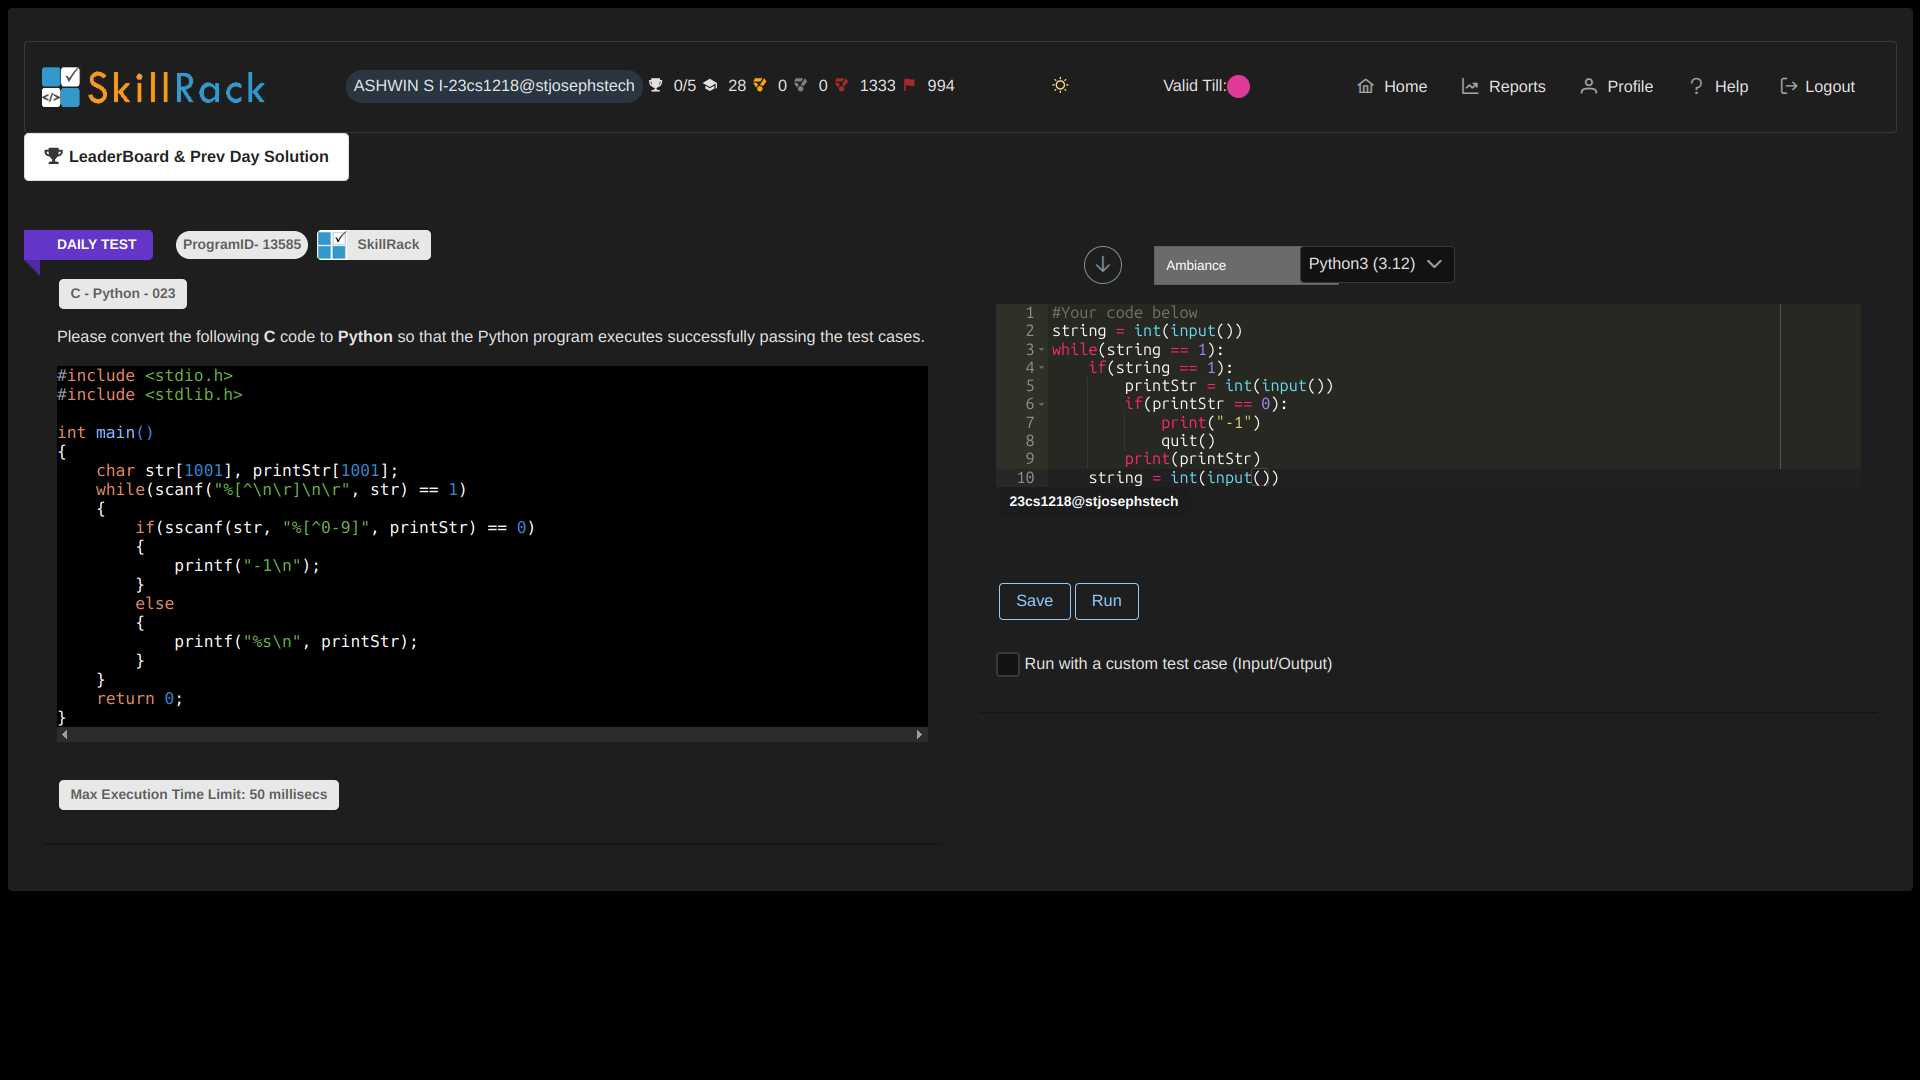 SkillRack
ASHWIN S I-23cs1218@stjosephstech 0/5 28 0 0 1333 994
Valid Till:
Home Reports Profile Help Logout
LeaderBoard & Prev Day Solution
DAILY TEST ProgramID- 13585 SkillRack
C - Python - 023
Please convert the following C code to Python so that the Python program executes successfully passing the test cases.
#include <stdio.h>
#include <stdlib.h>
int main()
{
    char str[1001], printStr[1001];
    while(scanf("%[^\n\r]\n\r", str) == 1)
    {
        if(sscanf(str, "%[^0-9]", printStr) == 0)
        {
            printf("-1\n");
        }
        else
        {
            printf("%s\n", printStr);
        }
    }
    return 0;
}
Max Execution Time Limit: 50 millisecs
Ambiance Python3 (3.12)
1 #Your code below
2 string = int(input())
3 while(string == 1):
4     if(string == 1):
5         printStr = int(input())
6         if(printStr == 0):
7             print("-1")
8             quit()
9         print(printStr)
10     string = int(input())
23cs1218@stjosephstech
Save Run
Run with a custom test case (Input/Output)